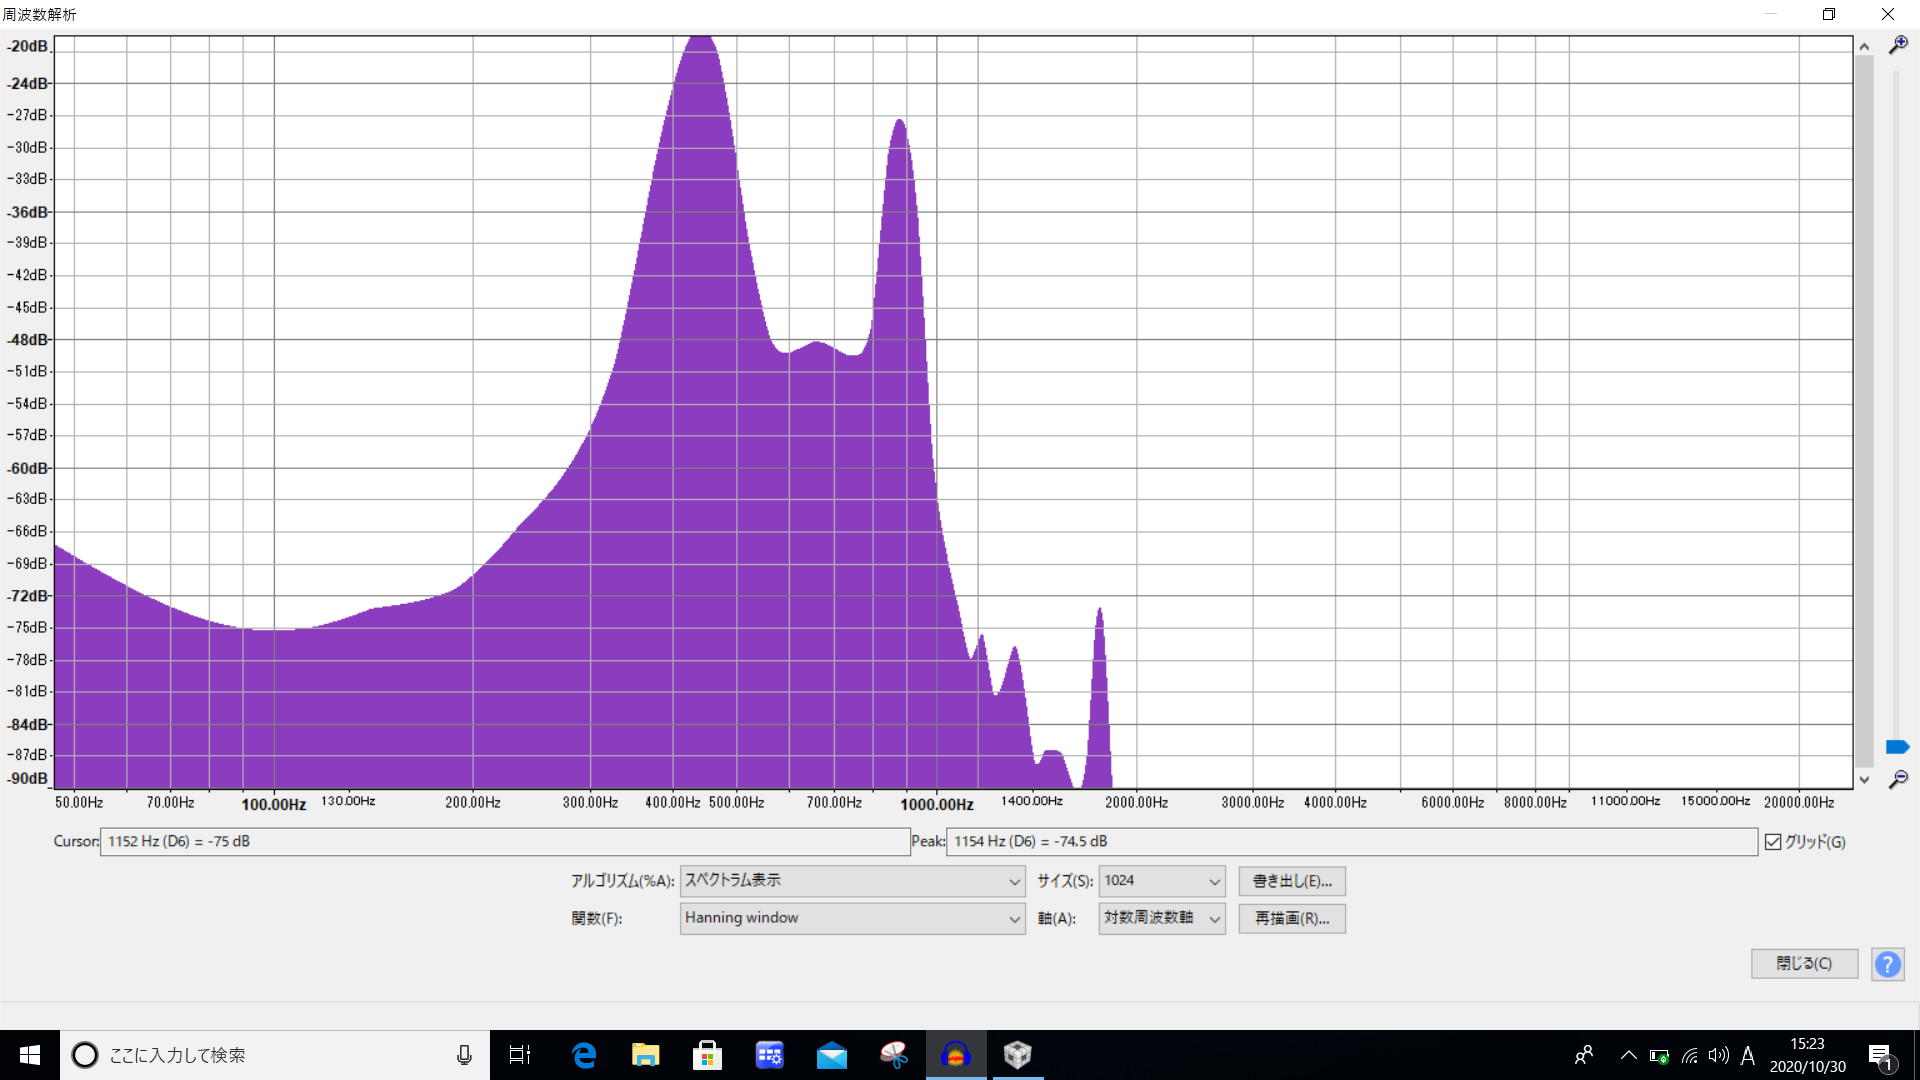 周波数解析
-20dB
-24dB
-27dB
-30dB
-33dB
-36dB
-39dB
-42dB
-45dB
-48dB
-51dB
-54dB
-57dB
-60dB
-63dB
-66dB
-69dB
-72dB
-75dB
-78dB
-81dB
-84dB
-87dB
-90dB
50.00Hz 70.00Hz 100.00Hz 130.00Hz 200.00Hz 300.00Hz 400.00Hz 500.00Hz 700.00Hz 1000.00Hz 1400.00Hz 2000.00Hz 3000.00Hz 4000.00Hz 6000.00Hz 8000.00Hz 11000.00Hz 15000.00Hz 20000.00Hz
Cursor: 1152 Hz (D6) = -75 dB Peak: 1154 Hz (D6) = -74.5 dB グリッド(G)
アルゴリズム(%A): スペクトラム表示 サイズ(S): 1024 書き出し(E)...
関数(F): Hanning window 軸(A): 対数周波数軸 再描画(R)...
閉じる(C) ?
ここに入力して検索
A
15:23
2020/10/30
1